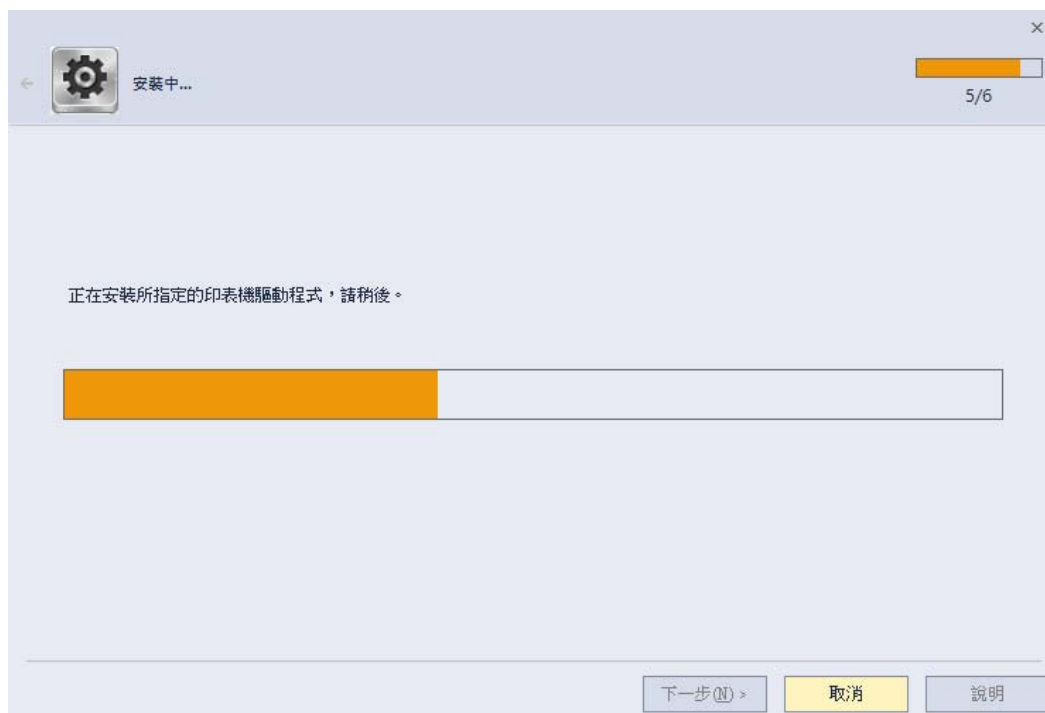 ×
←
安裝中...
5/6
正在安裝所指定的印表機驅動程式，請稍後。
下一步(N) >
取消
說明